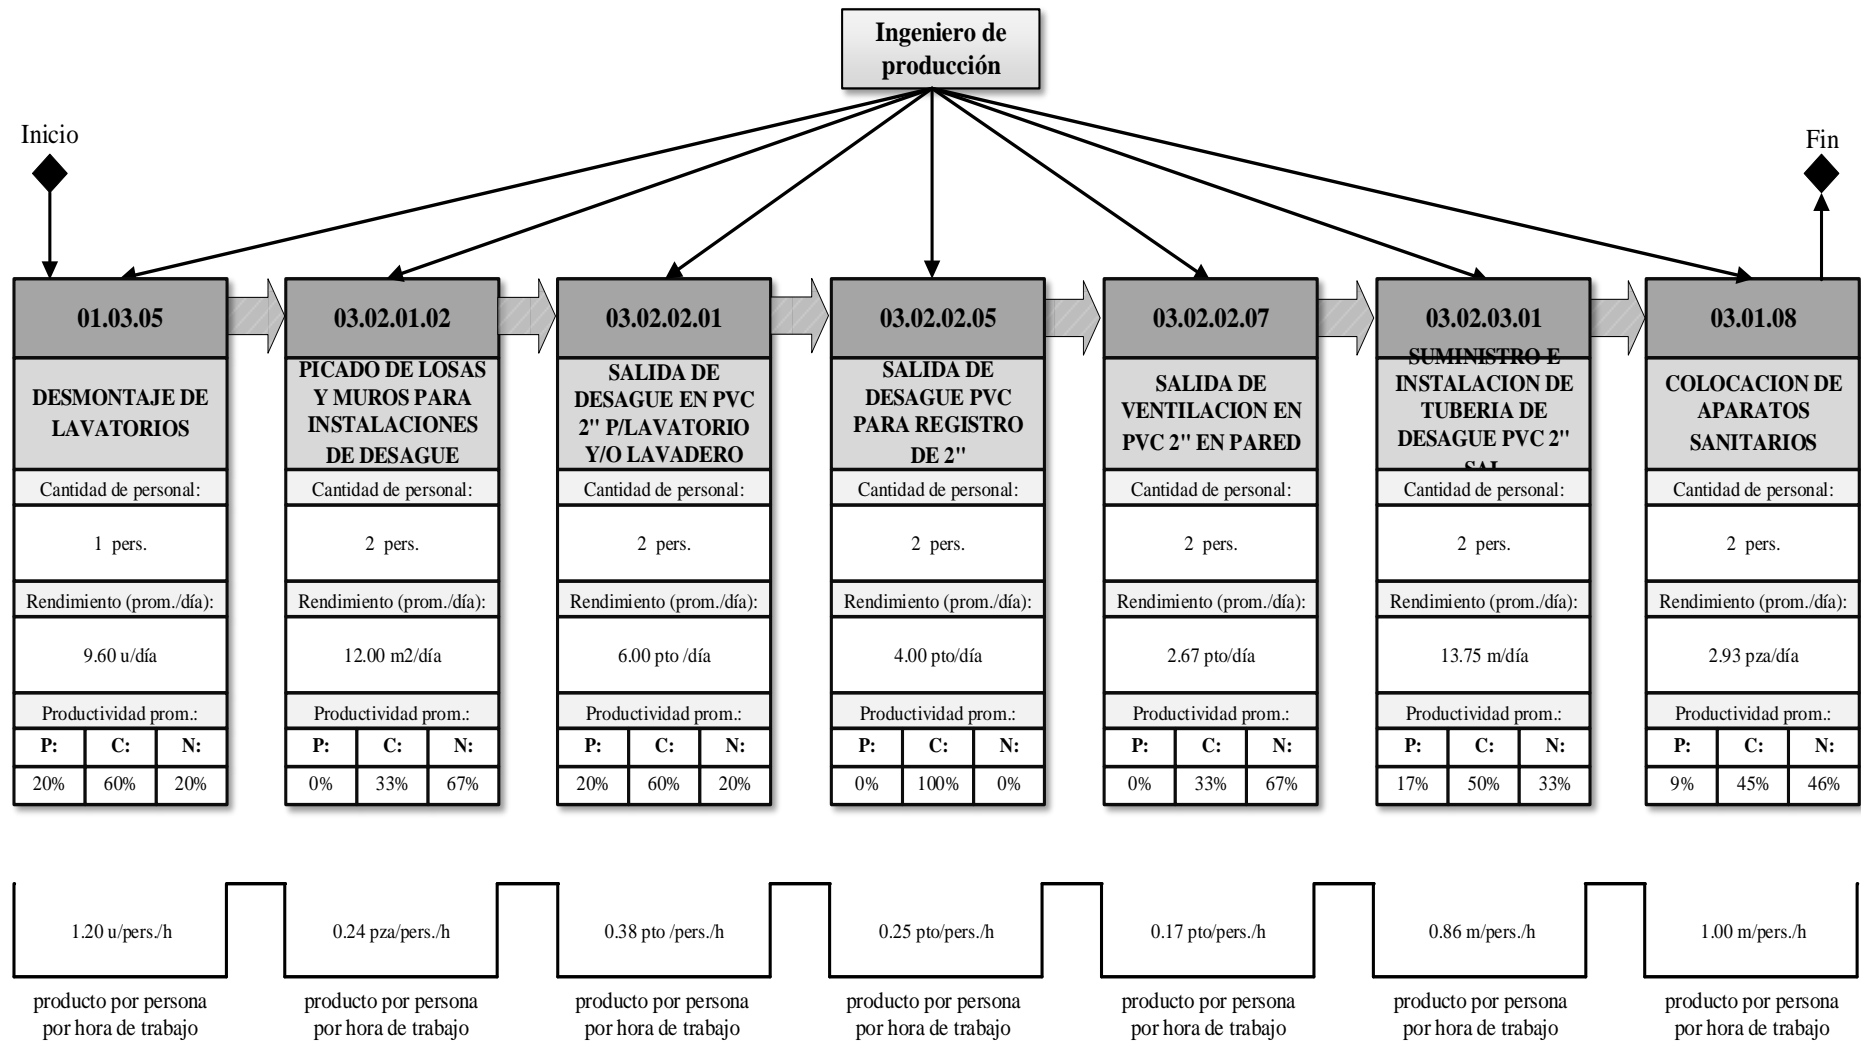 Ingeniero de
producción
Inicio
Fin
01.03.05
DESMONTAJE DE
LAVATORIOS
Cantidad de personal:
1 pers.
Rendimiento (prom./día):
9.60 u/día
Productividad prom.:
P: C: N:
20% 60% 20%
03.02.01.02
PICADO DE LOSAS
Y MUROS PARA
INSTALACIONES
DE DESAGUE
Cantidad de personal:
2 pers.
Rendimiento (prom./día):
12.00 m2/día
Productividad prom.:
P: C: N:
0% 33% 67%
03.02.02.01
SALIDA DE
DESAGUE EN PVC
2" P/LAVATORIO
Y/O LAVADERO
Cantidad de personal:
2 pers.
Rendimiento (prom./día):
6.00 pto /día
Productividad prom.:
P: C: N:
20% 60% 20%
03.02.02.05
SALIDA DE
DESAGUE PVC
PARA REGISTRO
DE 2"
Cantidad de personal:
2 pers.
Rendimiento (prom./día):
4.00 pto/día
Productividad prom.:
P: C: N:
0% 100% 0%
03.02.02.07
SALIDA DE
VENTILACION EN
PVC 2" EN PARED
Cantidad de personal:
2 pers.
Rendimiento (prom./día):
2.67 pto/día
Productividad prom.:
P: C: N:
0% 33% 67%
03.02.03.01
SUMINISTRO E
INSTALACION DE
TUBERIA DE
DESAGUE PVC 2"
SAL
Cantidad de personal:
2 pers.
Rendimiento (prom./día):
13.75 m/día
Productividad prom.:
P: C: N:
17% 50% 33%
03.01.08
COLOCACION DE
APARATOS
SANITARIOS
Cantidad de personal:
2 pers.
Rendimiento (prom./día):
2.93 pza/día
Productividad prom.:
P: C: N:
9% 45% 46%
1.20 u/pers./h
producto por persona
por hora de trabajo
0.24 pza/pers./h
producto por persona
por hora de trabajo
0.38 pto /pers./h
producto por persona
por hora de trabajo
0.25 pto/pers./h
producto por persona
por hora de trabajo
0.17 pto/pers./h
producto por persona
por hora de trabajo
0.86 m/pers./h
producto por persona
por hora de trabajo
1.00 m/pers./h
producto por persona
por hora de trabajo